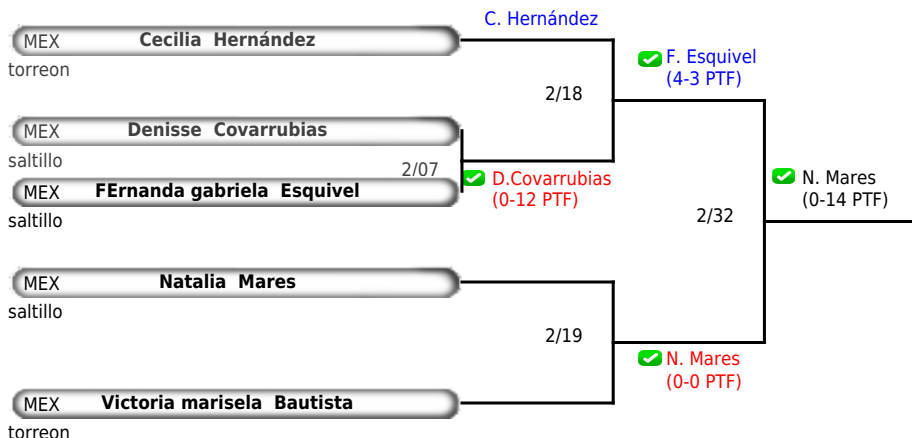 C. Hernández
MEX Cecilia Hernández
torreon
F. Esquivel
(4-3 PTF)
2/18
MEX Denisse Covarrubias
saltillo
2/07
D.Covarrubias
(0-12 PTF)
MEX FErnanda gabriela Esquivel
saltillo
N. Mares
(0-14 PTF)
2/32
MEX Natalia Mares
saltillo
2/19
N. Mares
(0-0 PTF)
MEX Victoria marisela Bautista
torreon